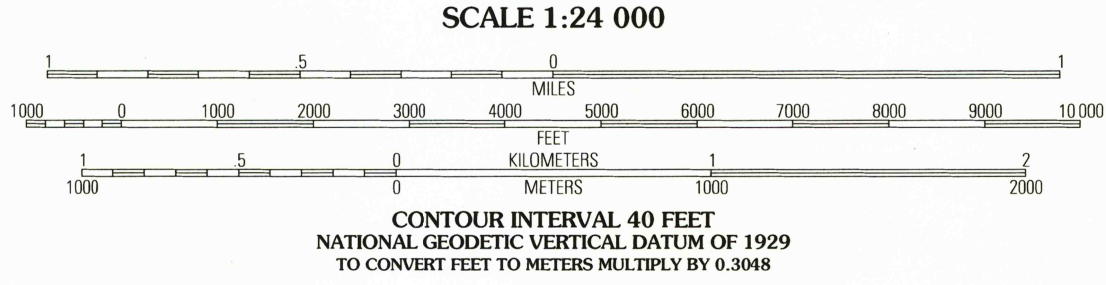 SCALE 1:24 000
1 .5 0 1
MILES
1000 0 1000 2000 3000 4000 5000 6000 7000 8000 9000 10 000
FEET
1 .5 0 KILOMETERS 1 2
1000 0 METERS 1000 2000
CONTOUR INTERVAL 40 FEET
NATIONAL GEODETIC VERTICAL DATUM OF 1929
TO CONVERT FEET TO METERS MULTIPLY BY 0.3048